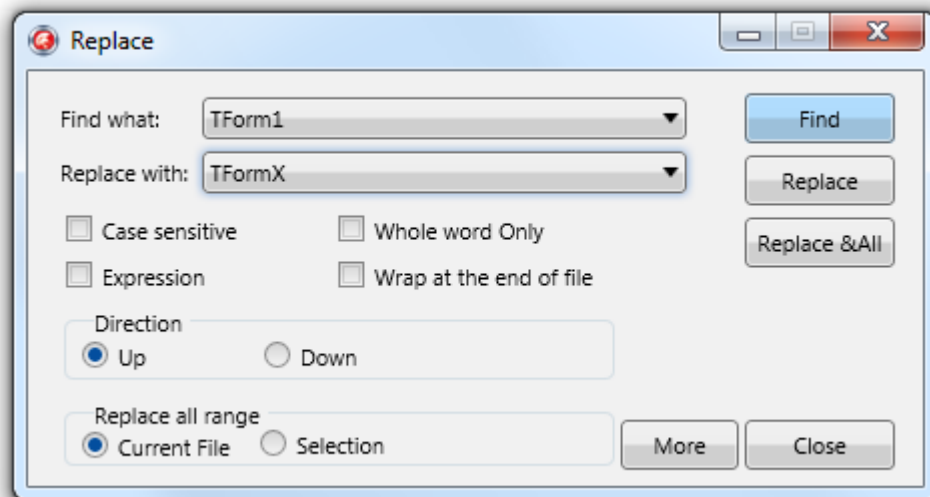 Replace
Find what: TForm1 Find
Replace with: TFormX Replace
Case sensitive Whole word Only Replace &All
Expression Wrap at the end of file
Direction
Up Down
Replace all range
Current File Selection More Close